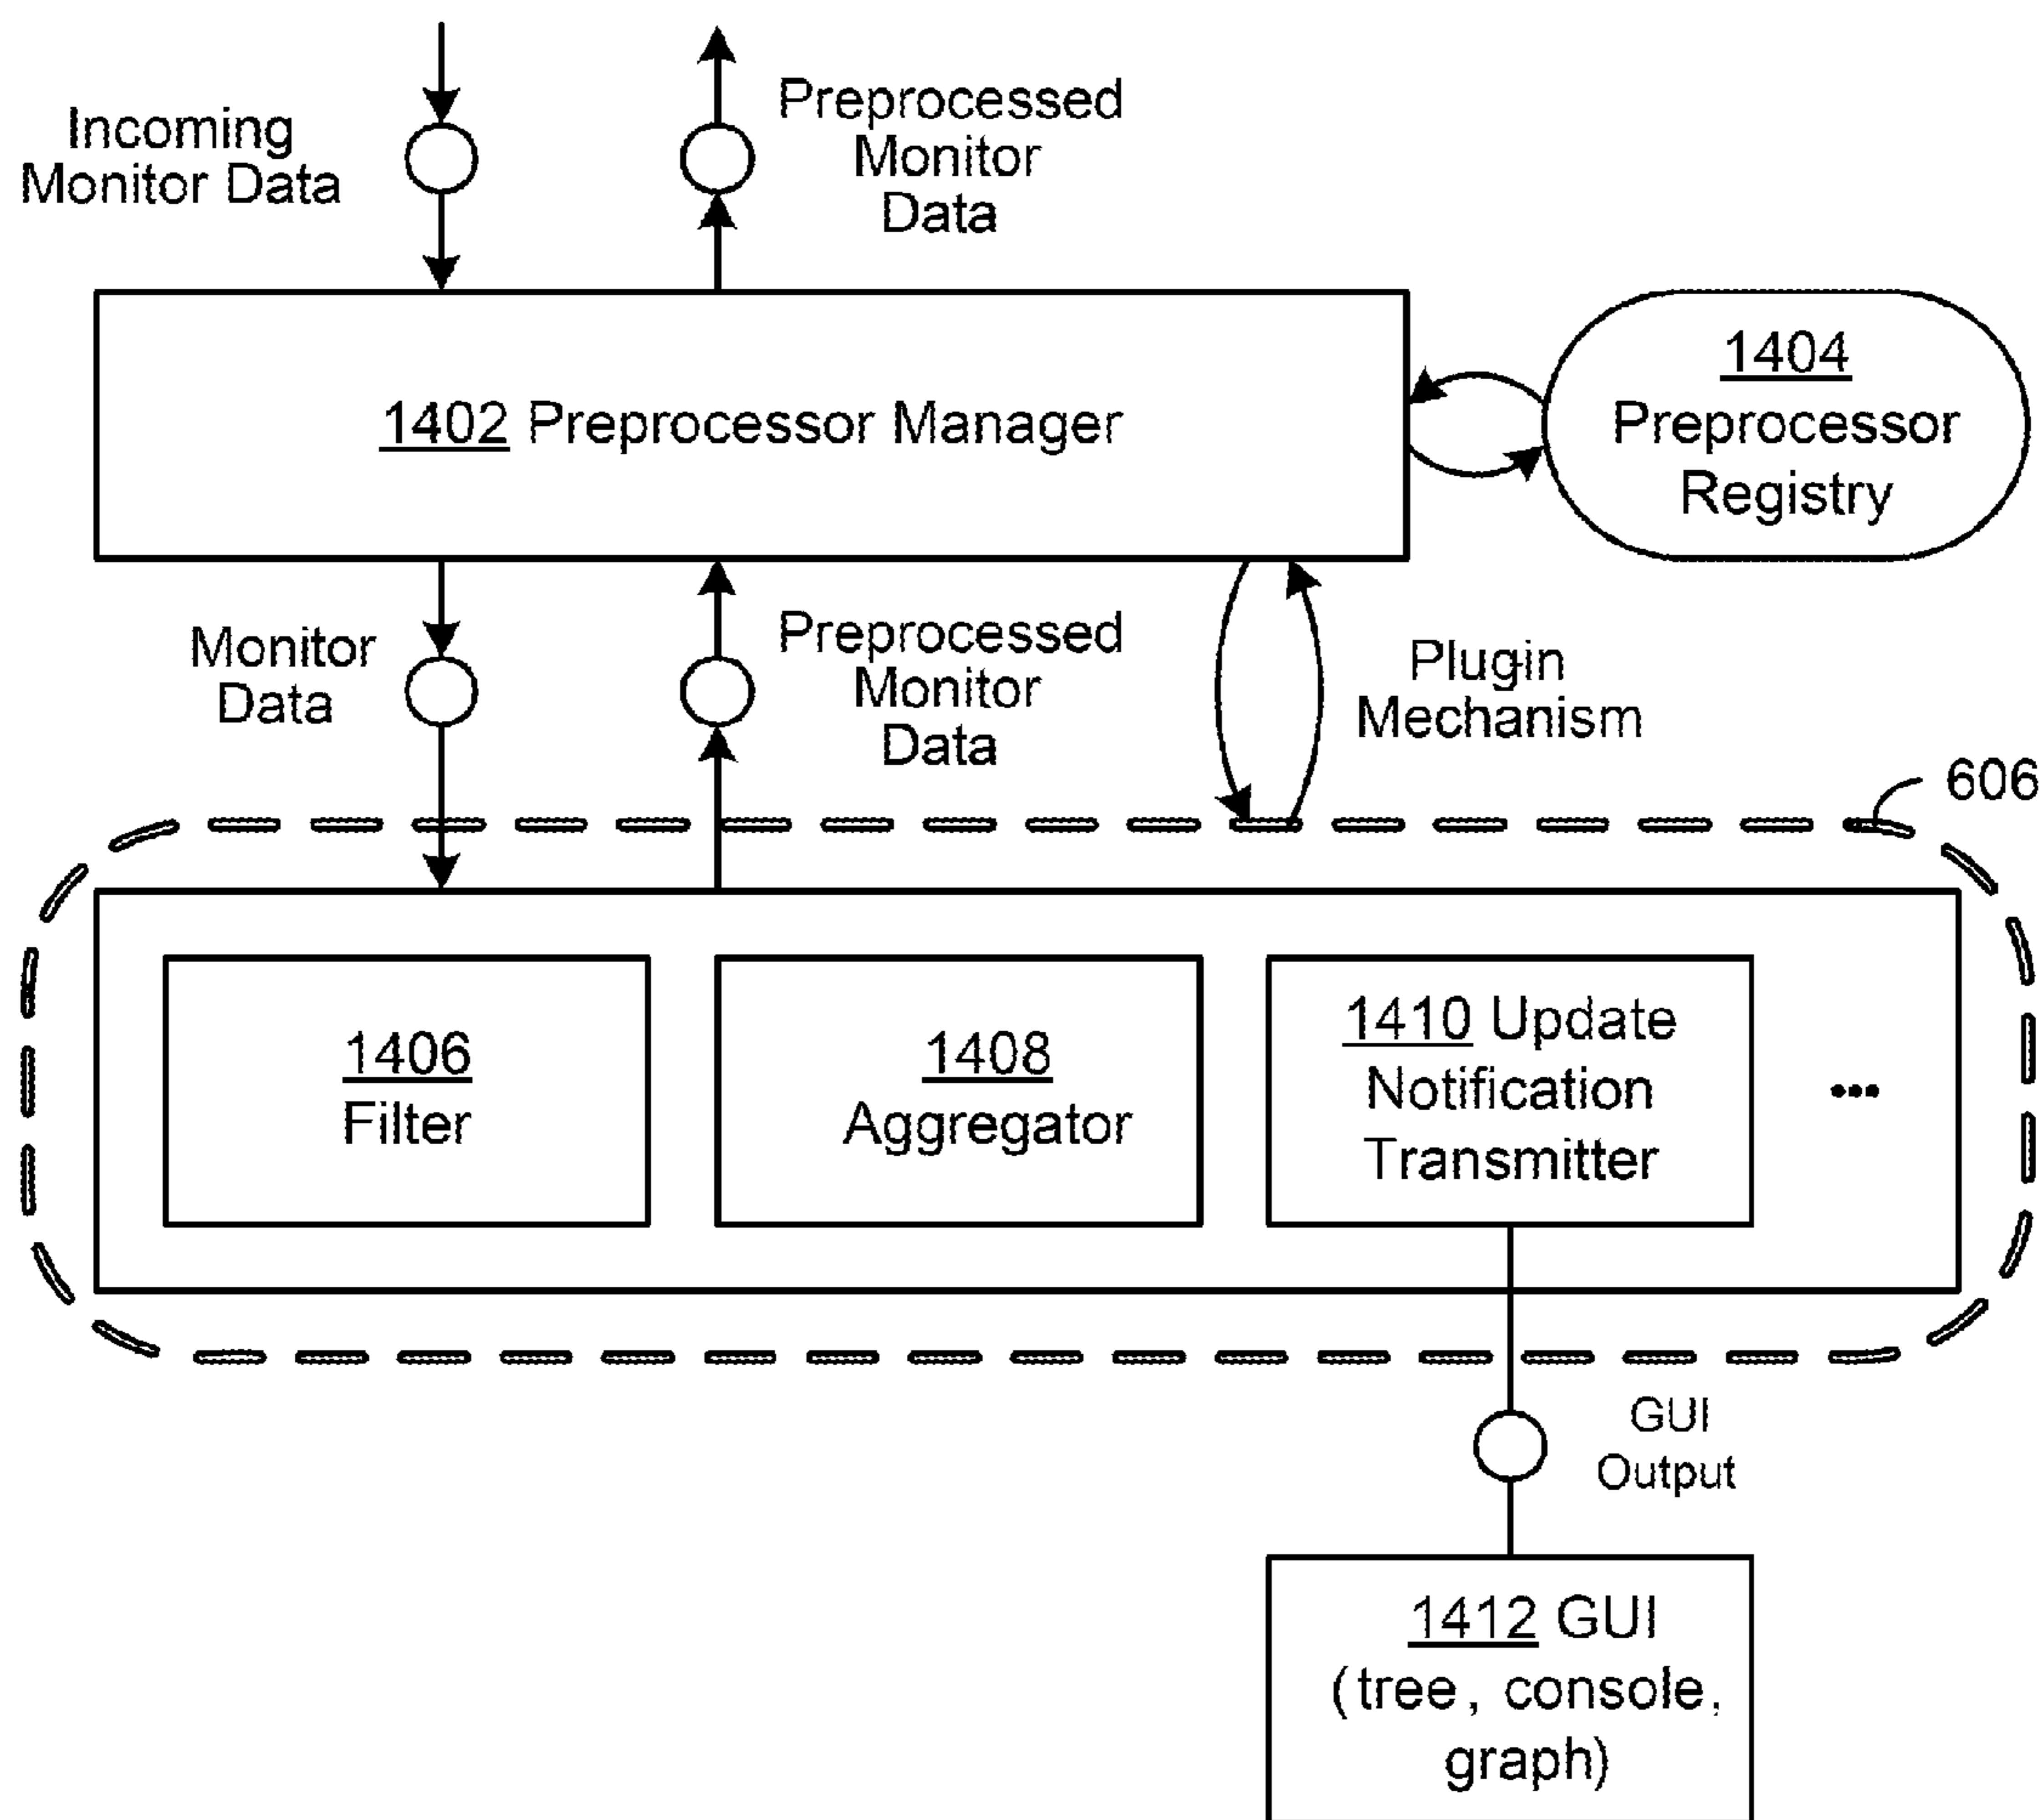 Incoming
Monitor Data
Preprocessed
Monitor
Data
1402 Preprocessor Manager
1404
Preprocessor
Registry
Monitor
Data
Preprocessed
Monitor
Data
Plugin
Mechanism
606
1406
Filter
1408
Aggregator
1410 Update
Notification
Transmitter
...
GUI
Output
1412 GUI
(tree, console,
graph)